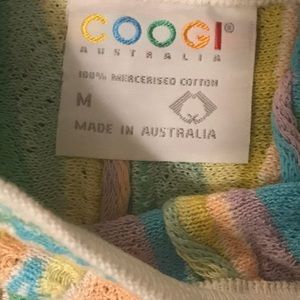 COOGI®
AUSTRALIA
100% MERCERISED COTTON
M
MADE IN AUSTRALIA